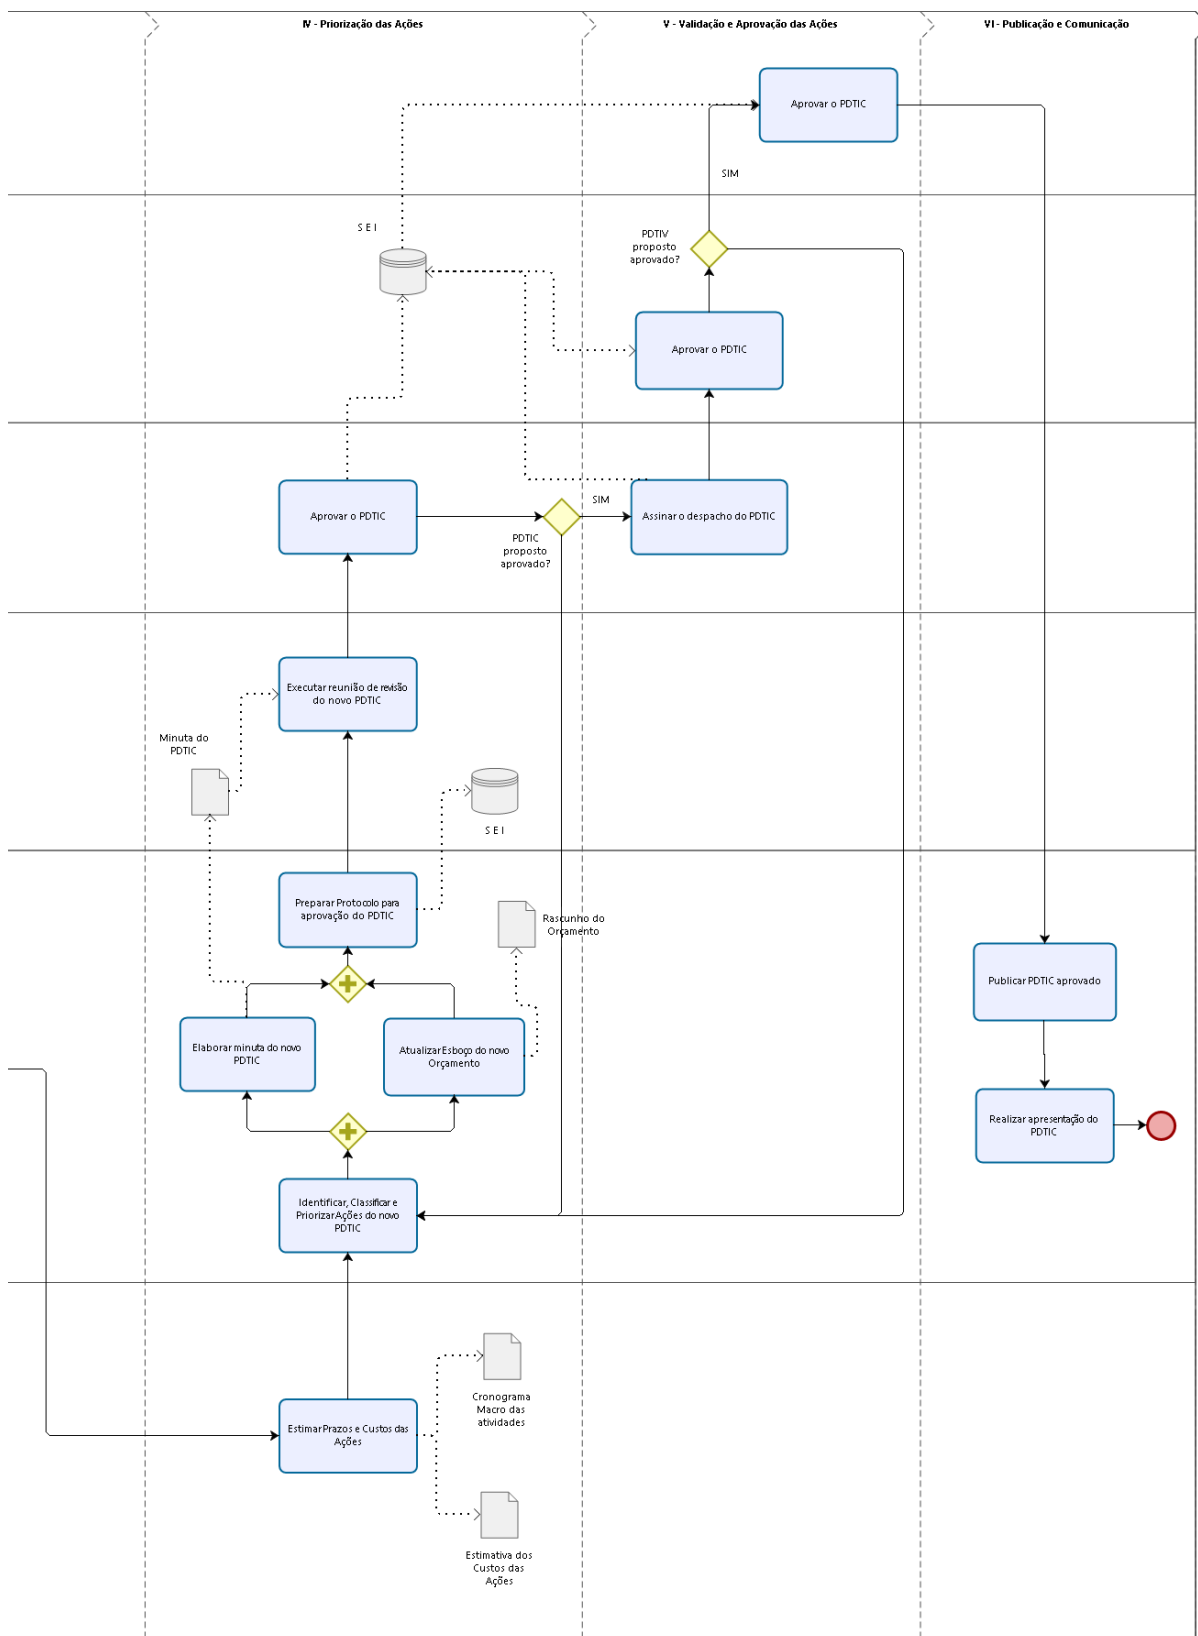 IV - Priorização das Ações
V - Validação e Aprovação das Ações
VI - Publicação e Comunicação
Aprovar o PDTIC
SIM
S E I
PDTIV
proposto
aprovado?
Aprovar o PDTIC
Aprovar o PDTIC
SIM
Assinar o despacho do PDTIC
PDTIC
proposto
aprovado?
Executar reunião de revisão
do novo PDTIC
Minuta do
PDTIC
S E I
Preparar Protocolo para
aprovação do PDTIC
Rascunho do
Orçamento
Publicar PDTIC aprovado
Elaborar minuta do novo
PDTIC
Atualizar Esboço do novo
Orçamento
Realizar apresentação do
PDTIC
Identificar, Classificar e
Priorizar Ações do novo
PDTIC
Cronograma
Macro das
atividades
Estimar Prazos e Custos das
Ações
Estimativa dos
Custos das
Ações